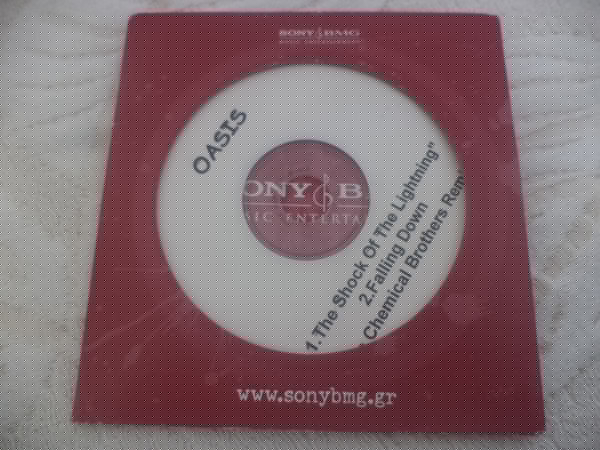 SONY BMG
MUSIC ENTERTAINMENT
OASIS
ONY B
SIC ENTERTA
1.The Shock Of The Lightning"
2.Falling Down
Chemical Brothers Remi
www.sonybmg.gr